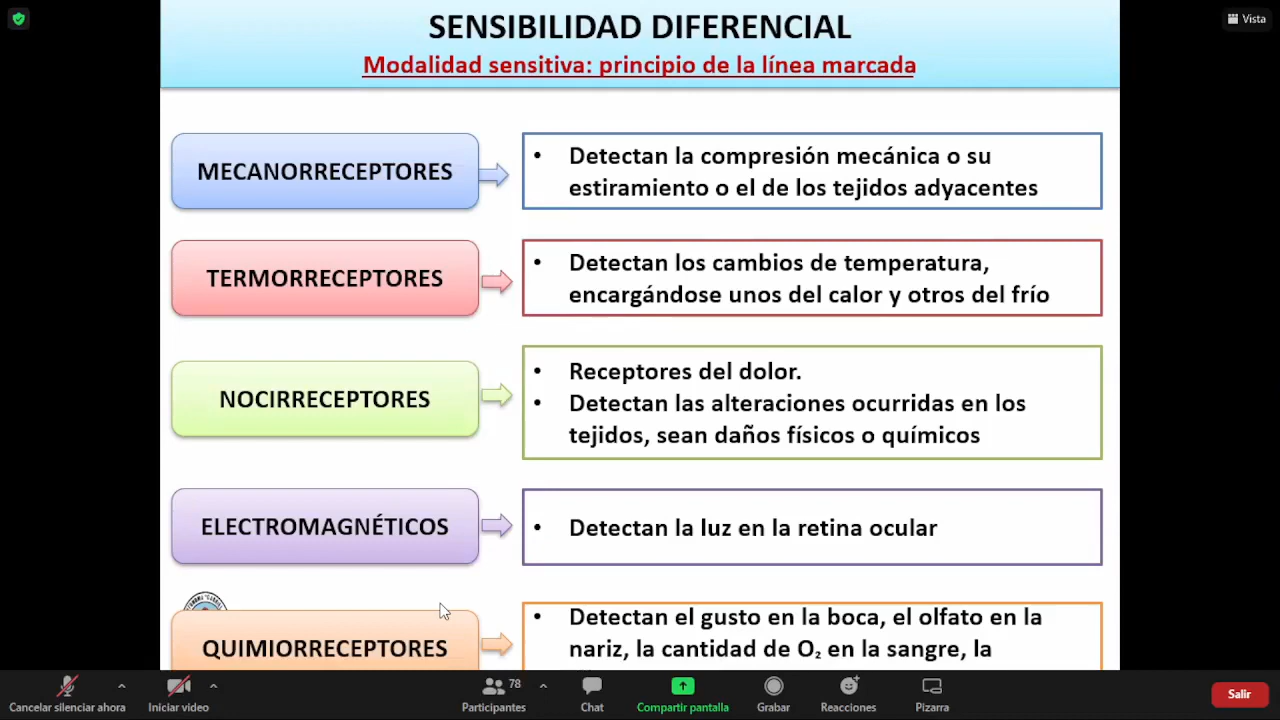 Vista
SENSIBILIDAD DIFERENCIAL
Modalidad sensitiva: principio de la línea marcada
MECANORRECEPTORES
• Detectan la compresión mecánica o su
estiramiento o el de los tejidos adyacentes
TERMORRECEPTORES
• Detectan los cambios de temperatura,
encargándose unos del calor y otros del frío
NOCIRRECEPTORES
• Receptores del dolor.
• Detectan las alteraciones ocurridas en los
tejidos, sean daños físicos o químicos
ELECTROMAGNÉTICOS
• Detectan la luz en la retina ocular
QUIMIORRECEPTORES
• Detectan el gusto en la boca, el olfato en la
nariz, la cantidad de O₂ en la sangre, la
Cancelar silenciar ahora
Iniciar video
78
Participantes
Chat
Compartir pantalla
Grabar
Reacciones
Pizarra
Salir